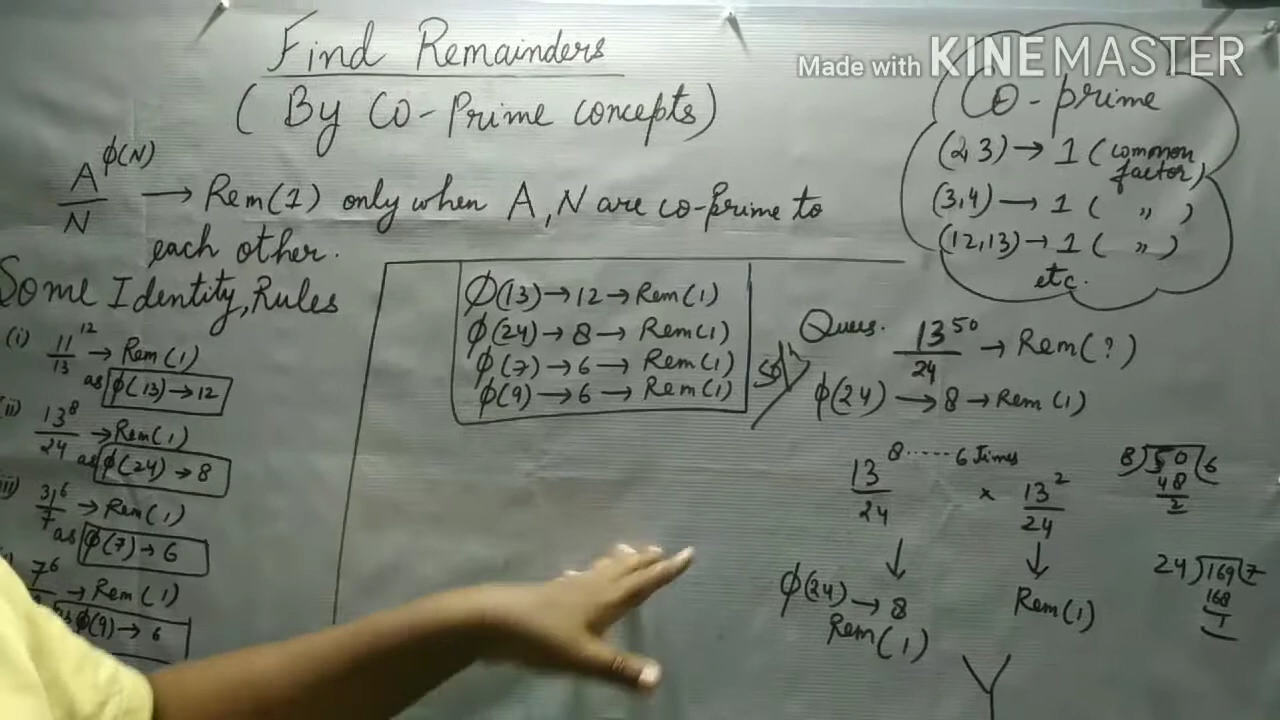 Made with KINEMASTER
Find Remainders
(By Co-Prime concepts)
A^ϕ(N)/N → Rem(1) only when A, N are co-prime to
each other.
Co-prime
(2,3) → 1 (common factor)
(3,4) → 1 ( ,, )
(12,13) → 1 ( ,, )
etc.
Some Identity, Rules
(i) 11^12/13 → Rem(1)
as ϕ(13) → 12
(ii) 13^8/24 → Rem(1)
as ϕ(24) → 8
(iii) 31^6/7 → Rem(1)
as ϕ(7) → 6
7^6 → Rem(1)
as ϕ(9) → 6
ϕ(13) → 12 → Rem(1)
ϕ(24) → 8 → Rem(1)
ϕ(7) → 6 → Rem(1)
ϕ(9) → 6 → Rem(1)
Ques. 13^50/24 → Rem(?)
Sol^n
ϕ(24) → 8 → Rem(1)
13^8/24 ..... 6 times × 13^2/24
↓ ↓
ϕ(24) → 8
Rem(1)
Rem(1)
8)50(6
48
2
24)169(7
168
1